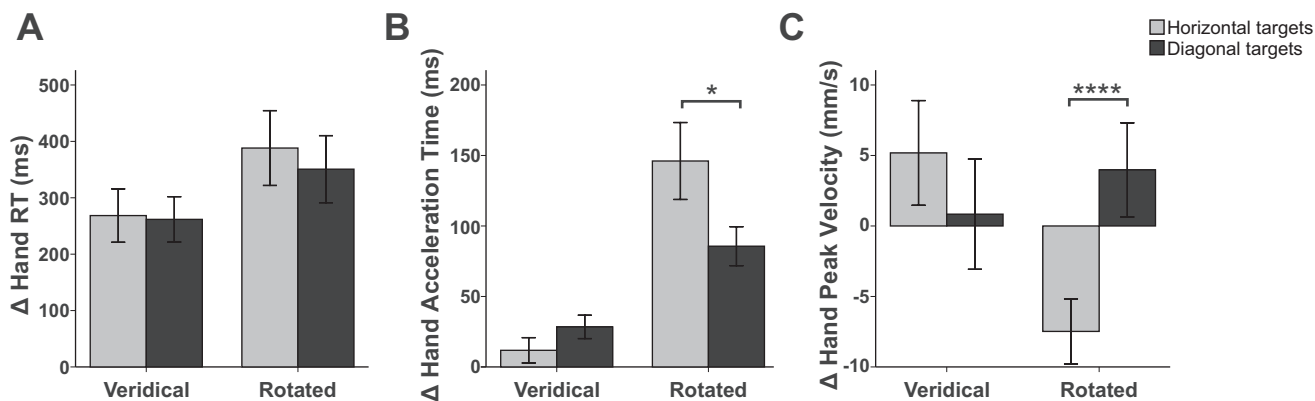 A
B
C
Horizontal targets
Diagonal targets
Δ Hand RT (ms)
500
400
300
200
100
0
Veridical
Rotated
Δ Hand Acceleration Time (ms)
200
150
100
50
0
*
Veridical
Rotated
Δ Hand Peak Velocity (mm/s)
10
5
0
-5
-10
****
Veridical
Rotated